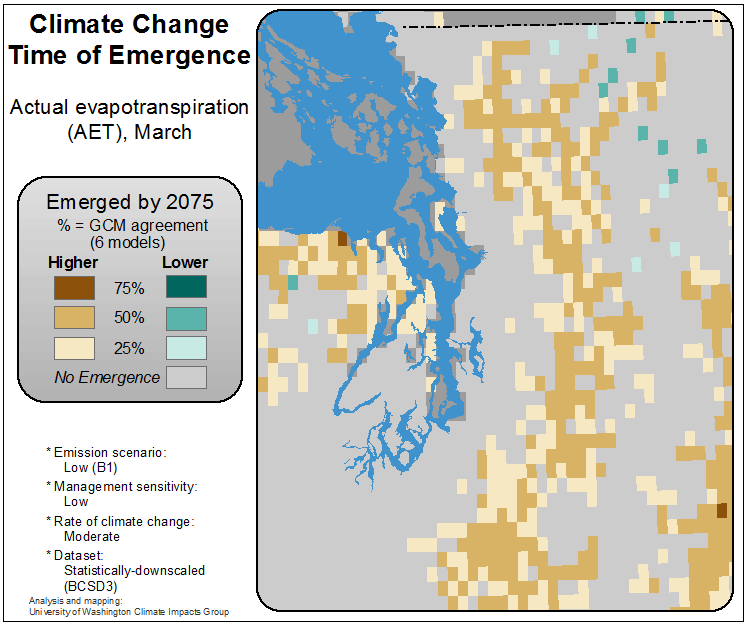 Climate Change
Time of Emergence
Actual evapotranspiration
(AET), March
Emerged by 2075
% = GCM agreement
(6 models)
Higher Lower
75%
50%
25%
No Emergence
* Emission scenario:
Low (B1)
* Management sensitivity:
Low
* Rate of climate change:
Moderate
* Dataset:
Statistically-downscaled
(BCSD3)
Analysis and mapping:
University of Washington Climate Impacts Group